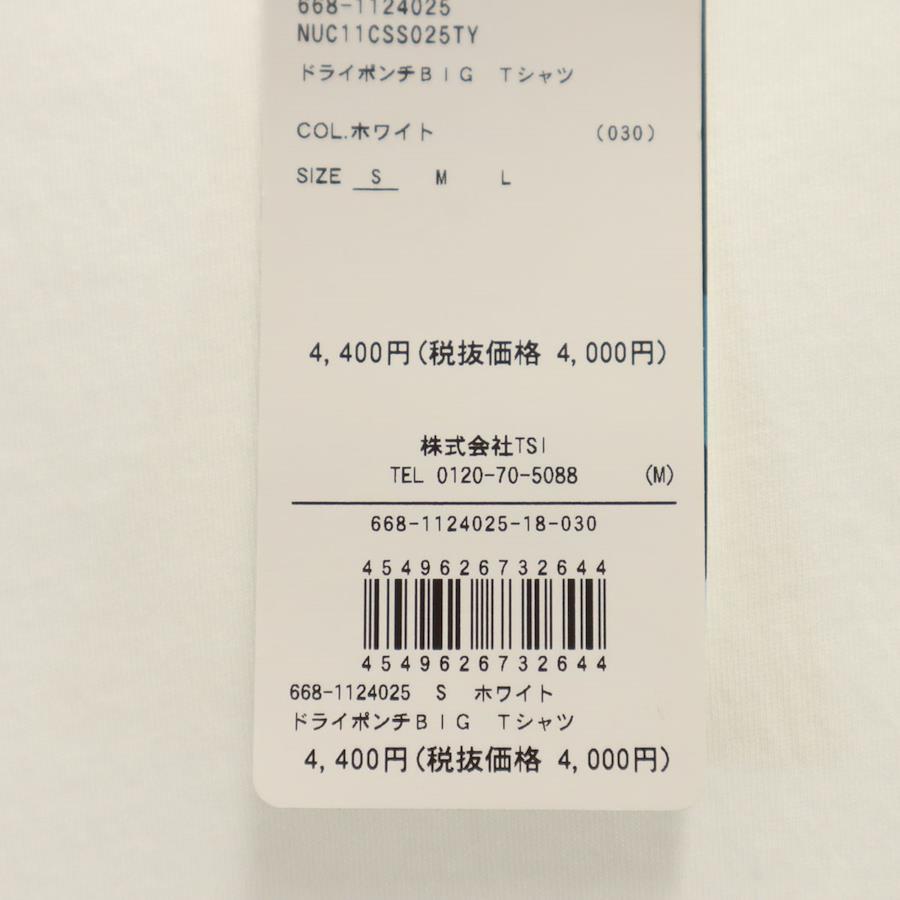 668-1124025
NUC11CSS025TY
ドライポンチBIG Tシャツ
COL.ホワイト (030)
SIZE S M L
4,400円(税抜価格 4,000円)
株式会社TSI
TEL 0120-70-5088 (M)
668-1124025-18-030
4549626732644
4549626732644
668-1124025 S ホワイト
ドライポンチBIG Tシャツ
4,400円(税抜価格 4,000円)